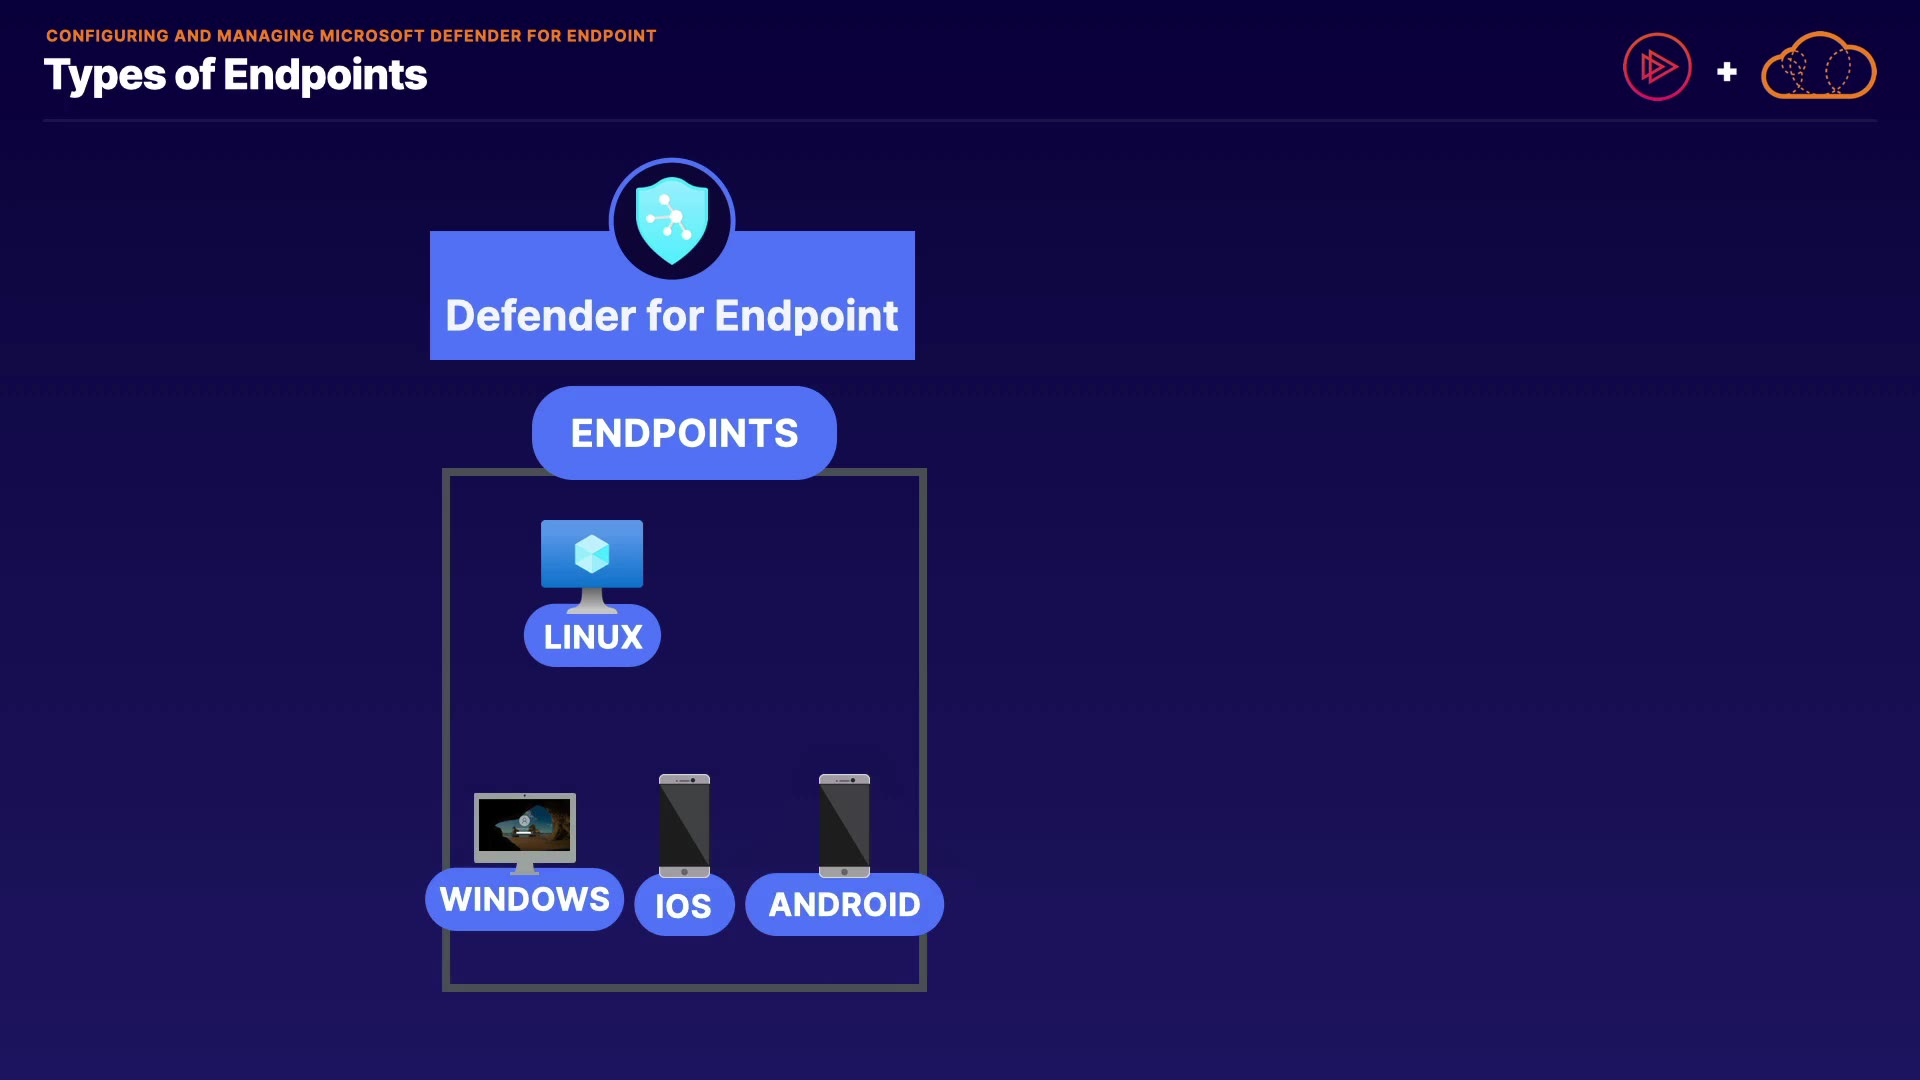 CONFIGURING AND MANAGING MICROSOFT DEFENDER FOR ENDPOINT
Types of Endpoints
Defender for Endpoint
ENDPOINTS
LINUX
WINDOWS
IOS
ANDROID